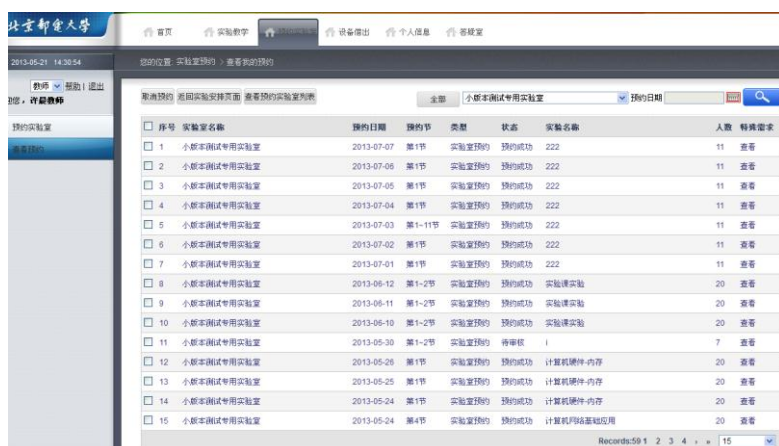 北京邮电大学
首页 实验教学 预约实验室 设备借出 个人信息 答疑室
2013-05-21 14:30:54 您的位置: 实验室预约 > 查看我的预约
教师 帮助 | 退出
您，许晨教师
取消预约 返回实验安排页面 查看预约实验室列表 全部 小版本测试专用实验室 预约日期
预约实验室
查看预约
序号 实验室名称 预约日期 预约节 类型 状态 实验名称 人数 特殊需求
1 小版本测试专用实验室 2013-07-07 第1节 实验室预约 预约成功 222 11 查看
2 小版本测试专用实验室 2013-07-06 第1节 实验室预约 预约成功 222 11 查看
3 小版本测试专用实验室 2013-07-05 第1节 实验室预约 预约成功 222 11 查看
4 小版本测试专用实验室 2013-07-04 第1节 实验室预约 预约成功 222 11 查看
5 小版本测试专用实验室 2013-07-03 第1-11节 实验室预约 预约成功 222 11 查看
6 小版本测试专用实验室 2013-07-02 第1节 实验室预约 预约成功 222 11 查看
7 小版本测试专用实验室 2013-07-01 第1节 实验室预约 预约成功 222 11 查看
8 小版本测试专用实验室 2013-06-12 第1-2节 实验室预约 预约成功 实验课实验 20 查看
9 小版本测试专用实验室 2013-06-11 第1-2节 实验室预约 预约成功 实验课实验 20 查看
10 小版本测试专用实验室 2013-06-10 第1-2节 实验室预约 预约成功 实验课实验 20 查看
11 小版本测试专用实验室 2013-05-30 第1-2节 实验室预约 待审核 i 7 查看
12 小版本测试专用实验室 2013-05-26 第1节 实验室预约 预约成功 计算机硬件-内存 20 查看
13 小版本测试专用实验室 2013-05-25 第1节 实验室预约 预约成功 计算机硬件-内存 20 查看
14 小版本测试专用实验室 2013-05-24 第1节 实验室预约 预约成功 计算机硬件-内存 20 查看
15 小版本测试专用实验室 2013-05-24 第4节 实验室预约 预约成功 计算机网络基础应用 20 查看
Records:59 1 2 3 4 › » 15